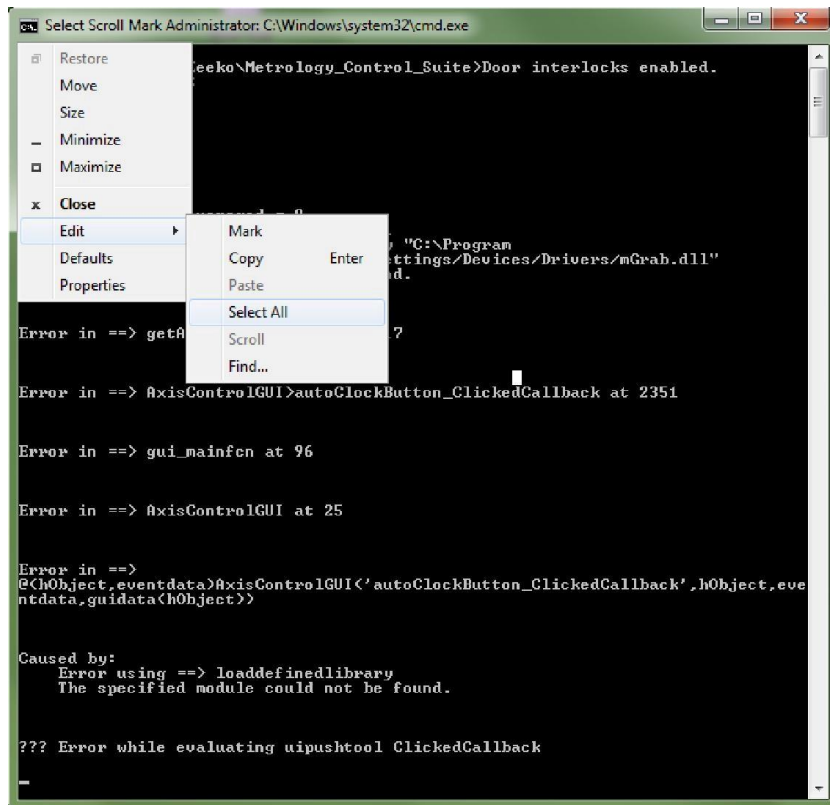 Select Scroll Mark Administrator: C:\Windows\system32\cmd.exe
Restore
Move
Size
Minimize
Maximize
Close
Edit
Defaults
Properties
Mark
Copy Enter
Paste
Select All
Scroll
Find...
eeko\Metrology_Control_Suite>Door interlocks enabled.
"C:\Program
ettings/Devices/Drivers/mGrab.dll"
d.
Error in ==> getA
7
Error in ==> AxisControlGUI>autoClockButton_ClickedCallback at 2351
Error in ==> gui_mainfcn at 96
Error in ==> AxisControlGUI at 25
Error in ==>
@(hObject,eventdata)AxisControlGUI('autoClockButton_ClickedCallback',hObject,eve
ntdata,guidata(hObject))
Caused by:
Error using ==> loaddefinedlibrary
The specified module could not be found.
??? Error while evaluating uipushtool ClickedCallback